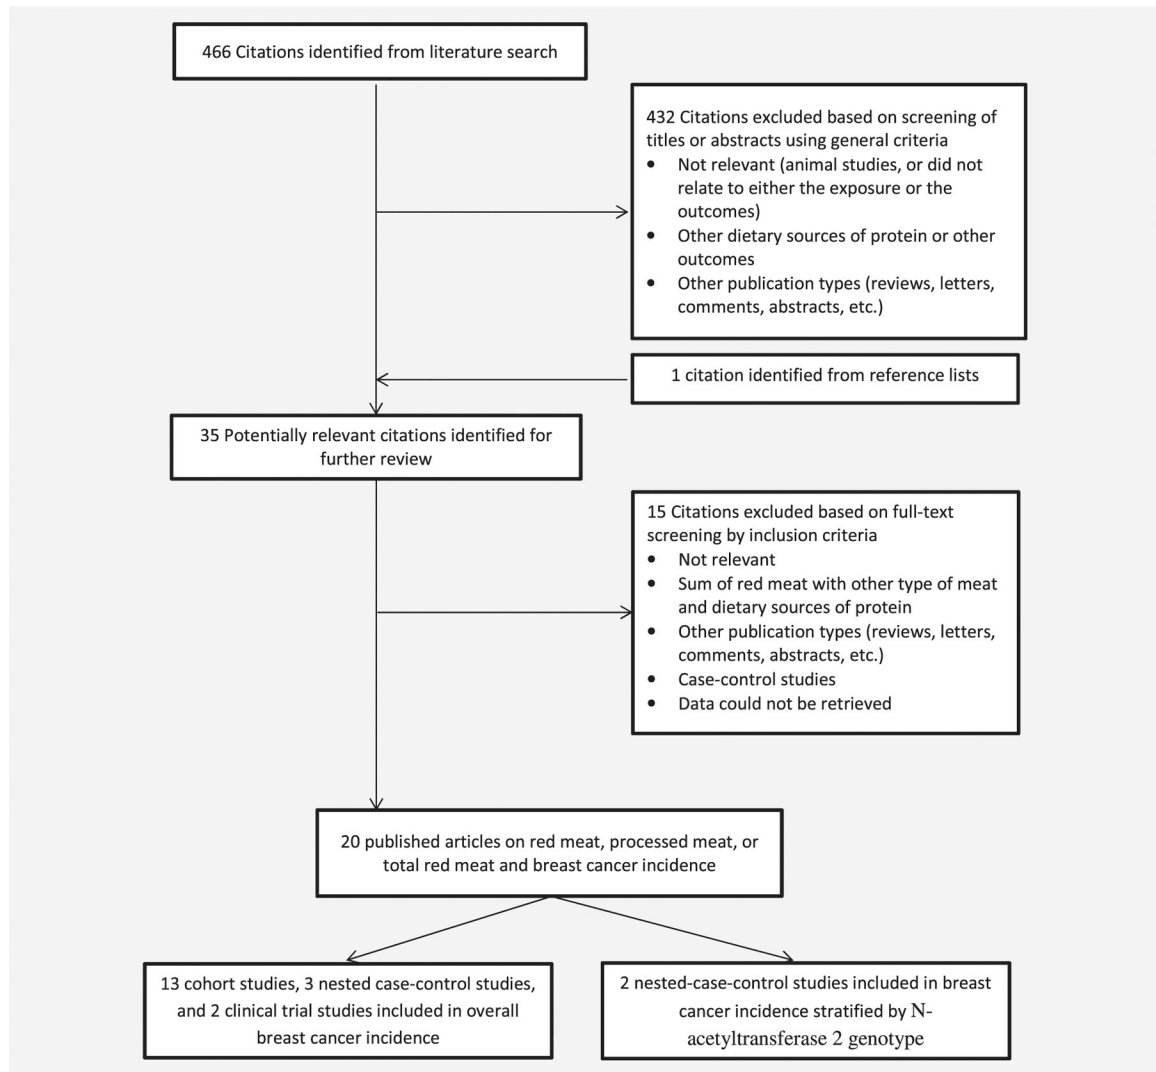 466 Citations identified from literature search
432 Citations excluded based on screening of
titles or abstracts using general criteria
• Not relevant (animal studies, or did not
relate to either the exposure or the
outcomes)
• Other dietary sources of protein or other
outcomes
• Other publication types (reviews, letters,
comments, abstracts, etc.)
1 citation identified from reference lists
35 Potentially relevant citations identified for
further review
15 Citations excluded based on full-text
screening by inclusion criteria
• Not relevant
• Sum of red meat with other type of meat
and dietary sources of protein
• Other publication types (reviews, letters,
comments, abstracts, etc.)
• Case-control studies
• Data could not be retrieved
20 published articles on red meat, processed meat, or
total red meat and breast cancer incidence
13 cohort studies, 3 nested case-control studies,
and 2 clinical trial studies included in overall
breast cancer incidence
2 nested-case-control studies included in breast
cancer incidence stratified by N-
acetyltransferase 2 genotype